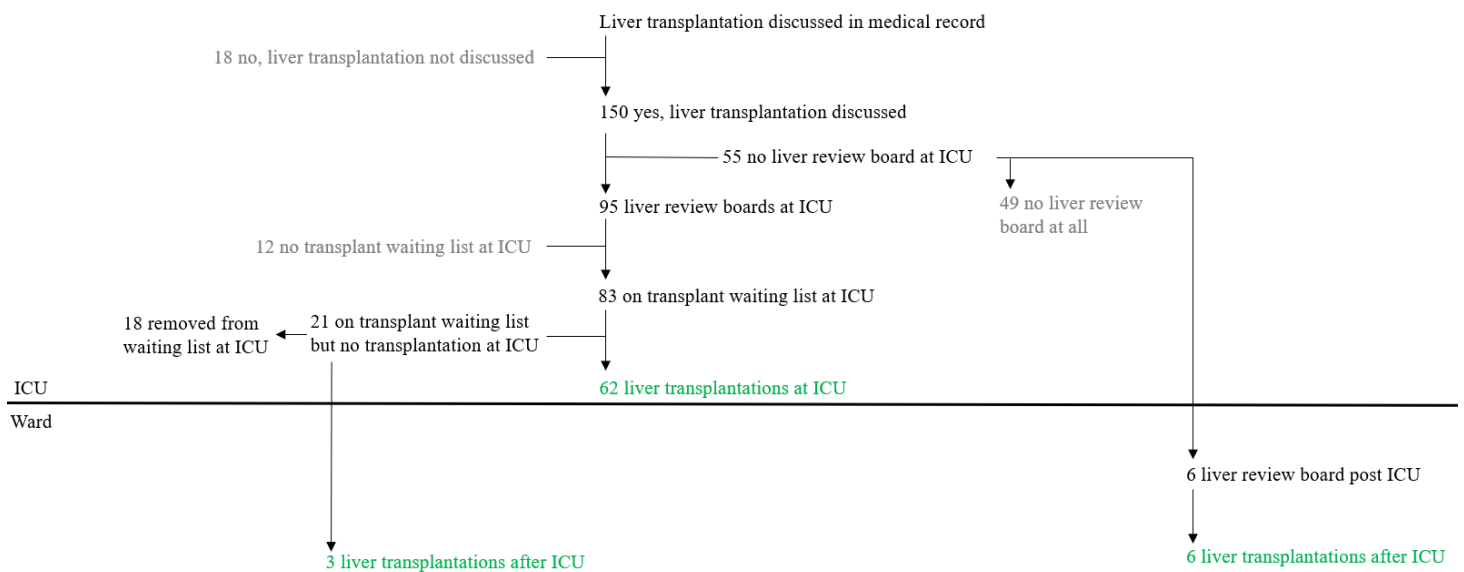 Liver transplantation discussed in medical record
18 no, liver transplantation not discussed
150 yes, liver transplantation discussed
55 no liver review board at ICU
95 liver review boards at ICU
49 no liver review
board at all
12 no transplant waiting list at ICU
83 on transplant waiting list at ICU
18 removed from
waiting list at ICU
21 on transplant waiting list
but no transplantation at ICU
62 liver transplantations at ICU
ICU
Ward
6 liver review board post ICU
3 liver transplantations after ICU
6 liver transplantations after ICU